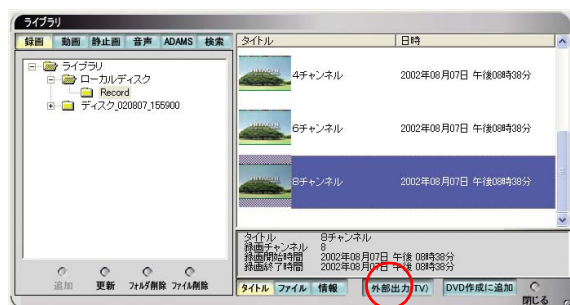 ライブラリ
録画 動画 静止画 音声 ADAMS 検索
ライブラリ
ローカルディスク
Record
ディスク_020807_155900
追加 更新 フォルダ削除 ファイル削除
タイトル 日時
4チャンネル 2002年08月07日 午後08時38分
6チャンネル 2002年08月07日 午後08時38分
8チャンネル 2002年08月07日 午後08時38分
タイトル 8チャンネル
録画チャンネル 8
録画開始時間 2002年08月07日 午後 08時38分
録画終了時間 2002年08月07日 午後 08時38分
タイトル ファイル 情報 外部出力(TV) DVD作成に追加 閉じる